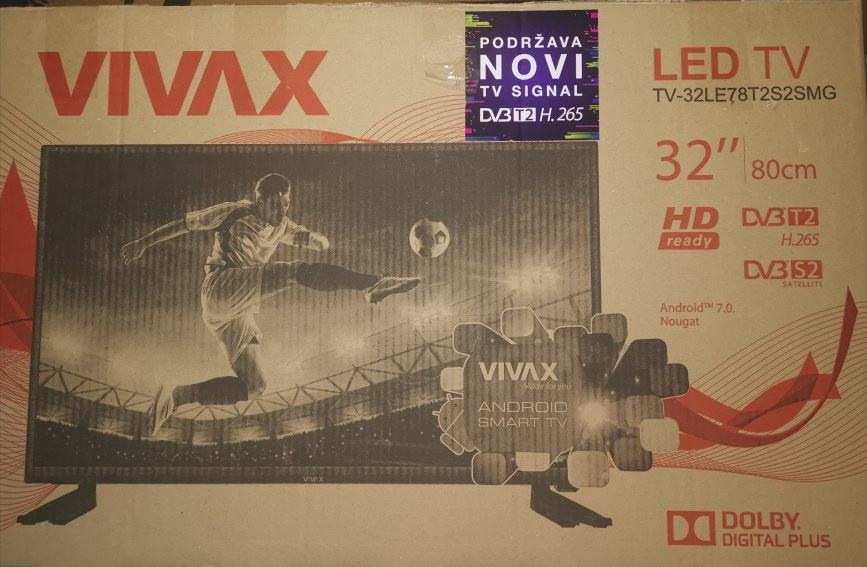 VIVAX
PODRŽAVA
NOVI
TV SIGNAL
DVB T2 H. 265
LED TV
TV-32LE78T2S2SMG
32" 80cm
HD
ready
DVB T2
H.265
DVB S2
SATELLITE
Android™ 7.0.
Nougat
VIVAX
Made for you
ANDROID
SMART TV
VIVAX
DOLBY.
DIGITAL PLUS